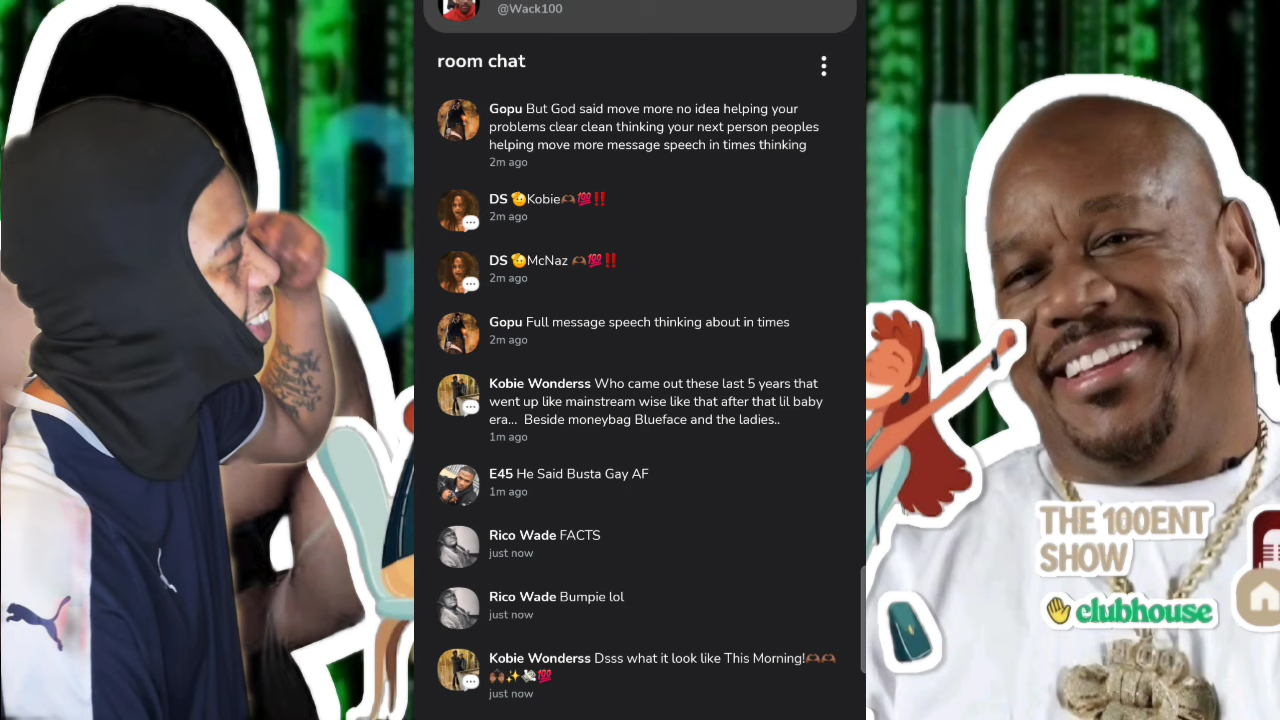 @Wack100
room chat
Gopu But God said move more no idea helping your
problems clear clean thinking your next person peoples
helping move more message speech in times thinking
2m ago
DS 🫡Kobie🫶🏾💯‼️
2m ago
DS 🫡McNaz 🫶🏾💯‼️
2m ago
Gopu Full message speech thinking about in times
2m ago
Kobie Wonderss Who came out these last 5 years that
went up like mainstream wise like that after that lil baby
era... Beside moneybag Blueface and the ladies..
1m ago
E45 He Said Busta Gay AF
1m ago
Rico Wade FACTS
just now
Rico Wade Bumpie lol
just now
Kobie Wonderss Dsss what it look like This Morning!🫶🏾🫶🏾
🙌🏾✨💸💯
just now
THE 100ENT
SHOW
👋 clubhouse